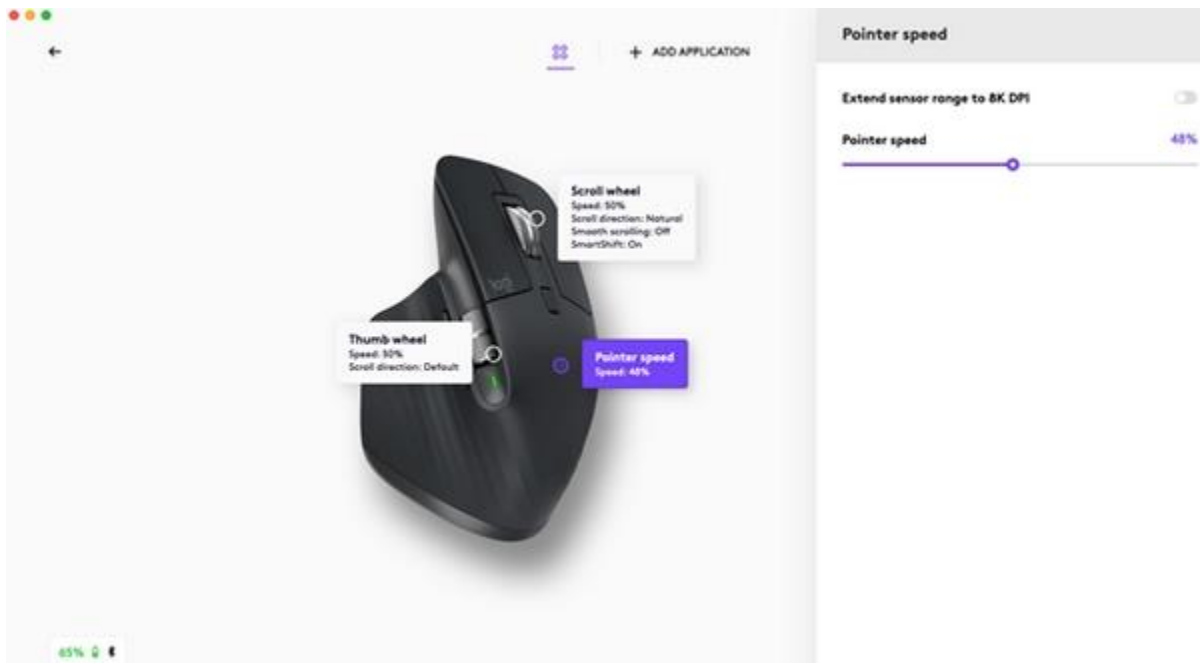 + ADD APPLICATION
Pointer speed
Extend sensor range to 8K DPI
Pointer speed
48%
Scroll wheel
Speed: 50%
Scroll direction: Natural
Smooth scrolling: Off
SmartShift: On
logi
Thumb wheel
Speed: 50%
Scroll direction: Default
Pointer speed
Speed: 48%
65%